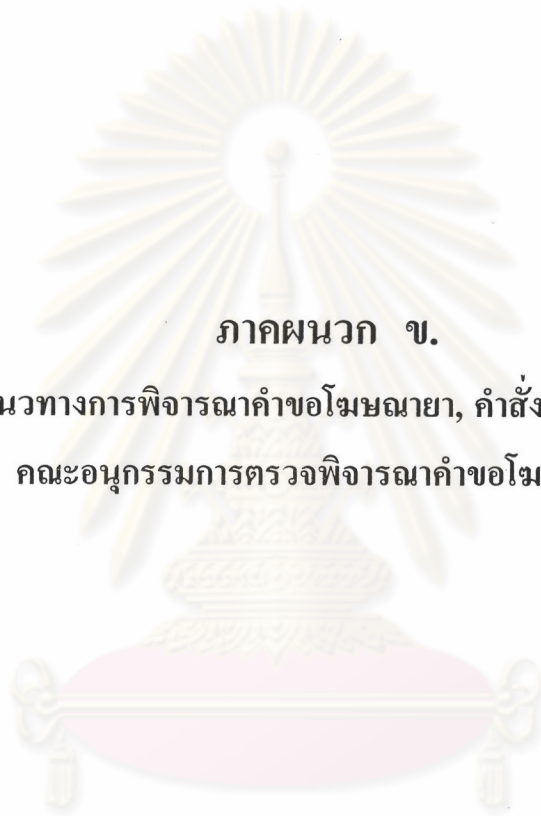 ภาคผนวก ข.
นวทางการพิจารณาคำขอโฆษณายา, คำสั่ง
คณะอนุกรรมการตรวจพิจารณาคำขอโฆ